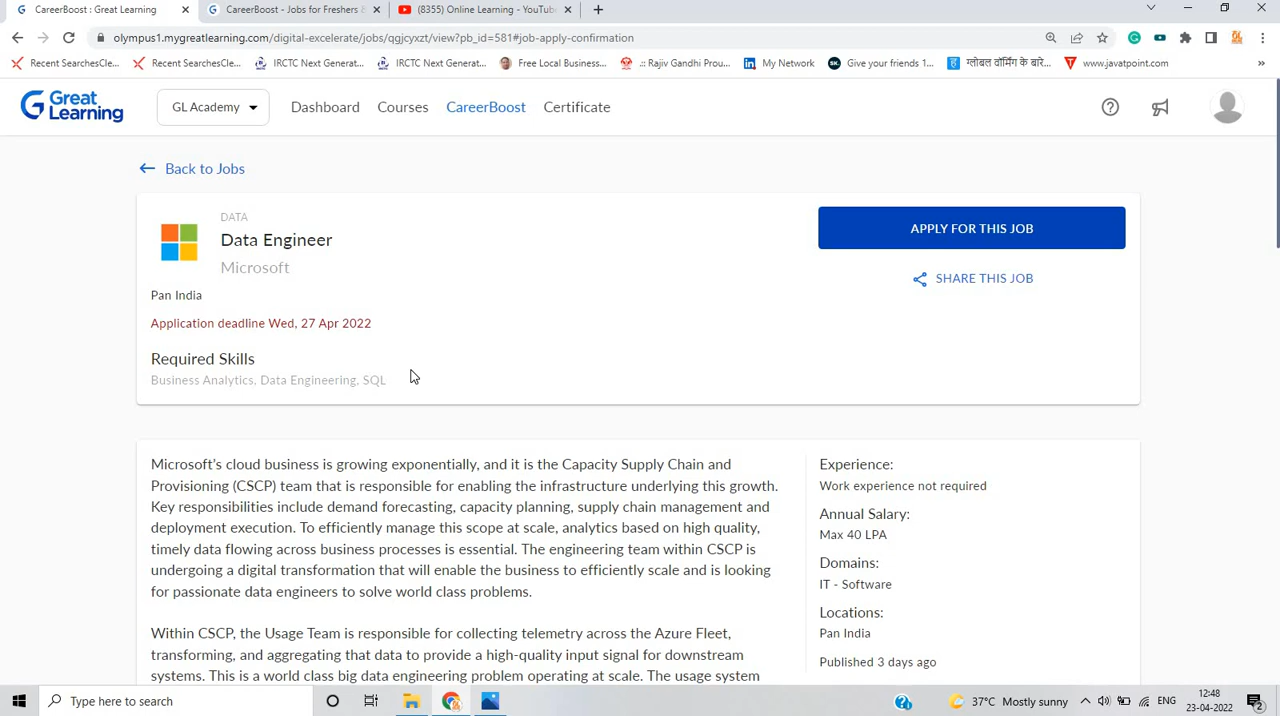 CareerBoost : Great Learning
CareerBoost - Jobs for Freshers &
(8355) Online Learning - YouTube
olympus1.mygreatlearning.com/digital-excelerate/jobs/qgjcyxzt/view?pb_id=581#job-apply-confirmation
Recent SearchesCle...
Recent SearchesCle...
IRCTC Next Generat...
IRCTC Next Generat...
Free Local Business...
.:: Rajiv Gandhi Prou...
My Network
Give your friends 1...
ग्लोबल वॉर्मिंग के बारे...
www.javatpoint.com
»
Great Learning
GL Academy
Dashboard
Courses
CareerBoost
Certificate
Back to Jobs
DATA
Data Engineer
Microsoft
Pan India
Application deadline Wed, 27 Apr 2022
Required Skills
Business Analytics, Data Engineering, SQL
APPLY FOR THIS JOB
SHARE THIS JOB
Microsoft's cloud business is growing exponentially, and it is the Capacity Supply Chain and
Provisioning (CSCP) team that is responsible for enabling the infrastructure underlying this growth.
Key responsibilities include demand forecasting, capacity planning, supply chain management and
deployment execution. To efficiently manage this scope at scale, analytics based on high quality,
timely data flowing across business processes is essential. The engineering team within CSCP is
undergoing a digital transformation that will enable the business to efficiently scale and is looking
for passionate data engineers to solve world class problems.
Within CSCP, the Usage Team is responsible for collecting telemetry across the Azure Fleet,
transforming, and aggregating that data to provide a high-quality input signal for downstream
systems. This is a world class big data engineering problem operating at scale. The usage system
Experience:
Work experience not required
Annual Salary:
Max 40 LPA
Domains:
IT - Software
Locations:
Pan India
Published 3 days ago
Type here to search
37°C Mostly sunny
ENG
12:48
23-04-2022
2